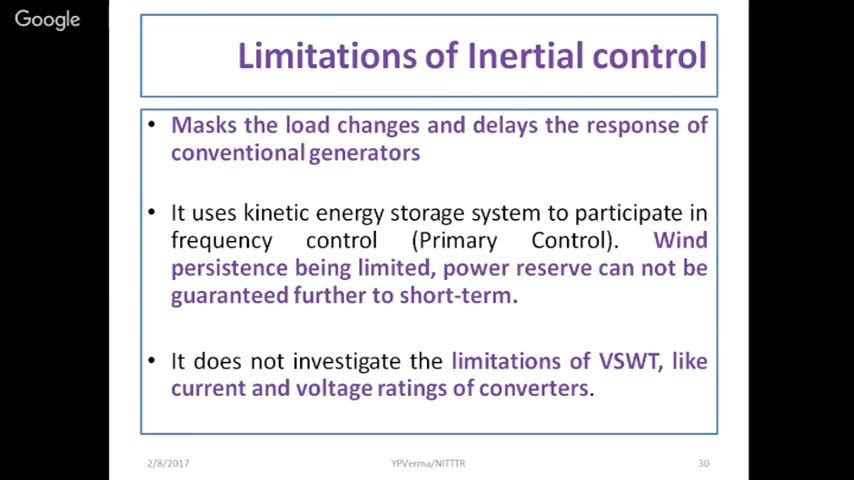 Google
Limitations of Inertial control
• Masks the load changes and delays the response of
conventional generators
• It uses kinetic energy storage system to participate in
frequency control (Primary Control). Wind
persistence being limited, power reserve can not be
guaranteed further to short-term.
• It does not investigate the limitations of VSWT, like
current and voltage ratings of converters.
2/8/2017 YPVerma/NITTTR 30